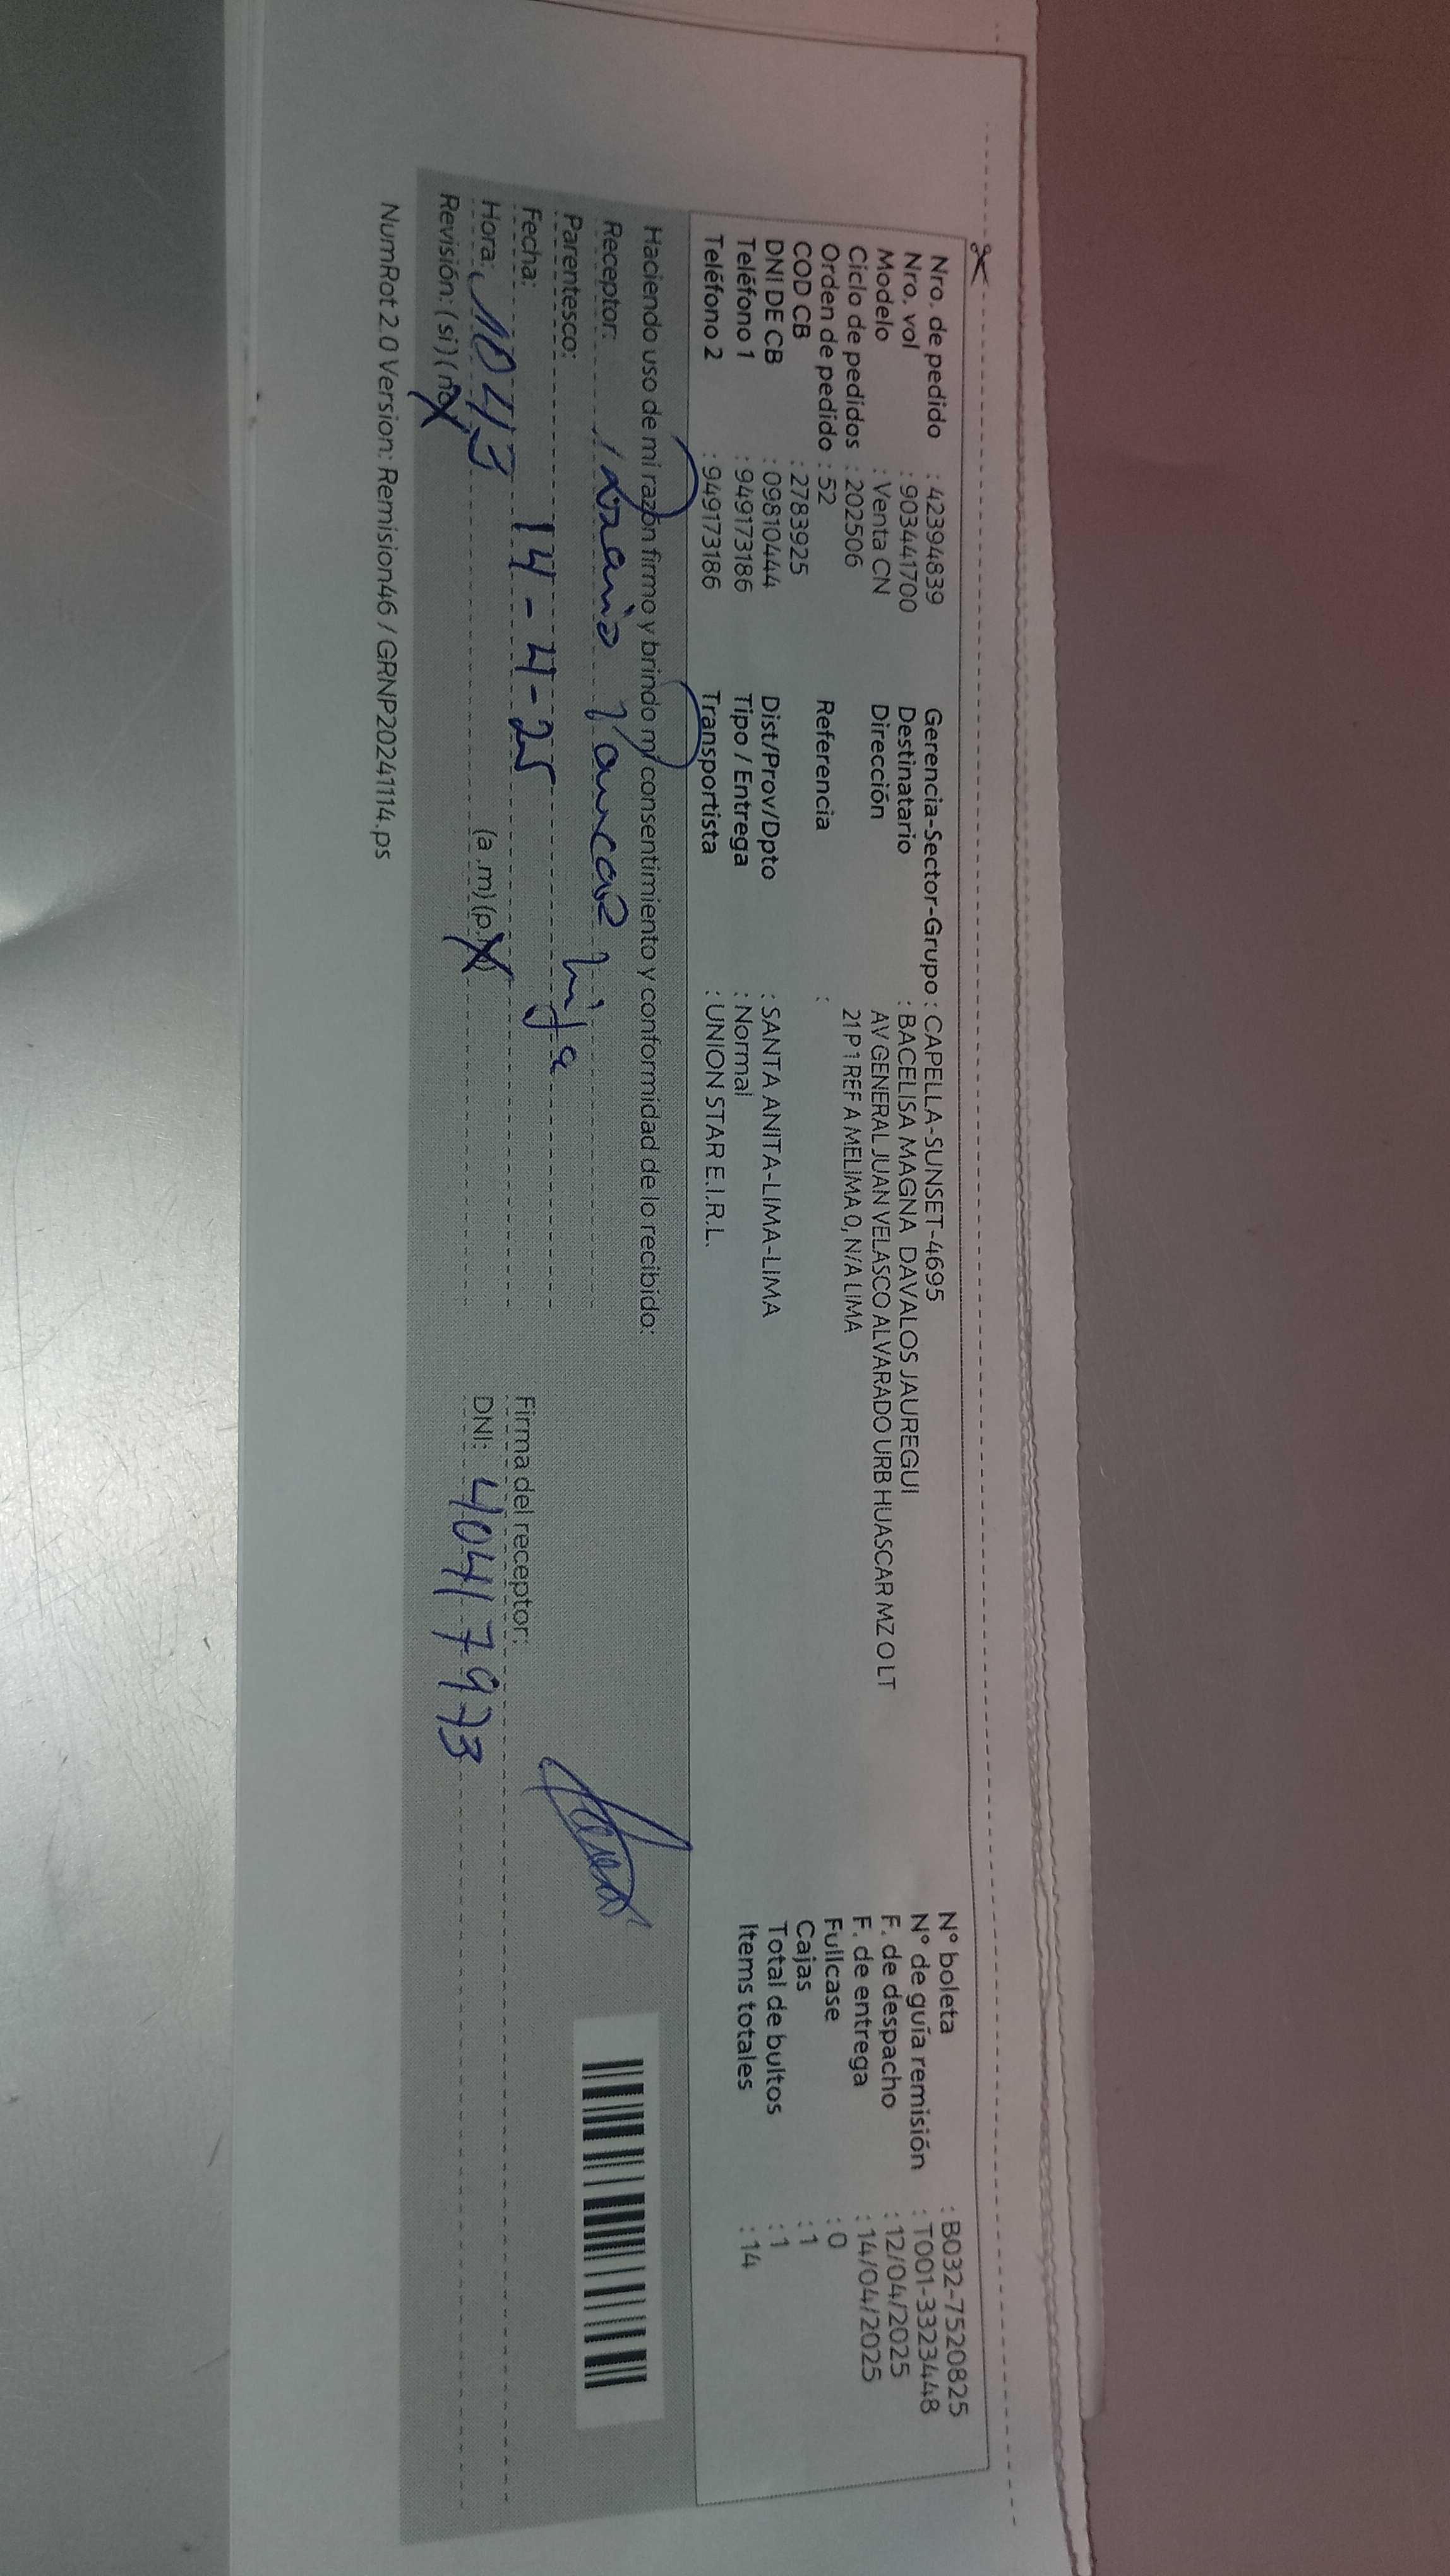 Nro. de pedido : 42394839
Nro. vol : 903441700
Modelo : Venta CN
Ciclo de pedidos : 202506
Orden de pedido : 52
COD CB : 2783925
DNI DE CB : 09810444
Teléfono 1 : 949173186
Teléfono 2 : 949173186
Gerencia-Sector-Grupo : CAPELLA-SUNSET-4695
Destinatario : BACELISA MAGNA DAVALOS JAUREGUI
Dirección AV GENERAL JUAN VELASCO ALVARADO URB HUASCAR MZ O LT
21 P 1 REF A MELIMA 0, N/A LIMA
Referencia :
Dist/Prov/Dpto : SANTA ANITA-LIMA-LIMA
Tipo / Entrega : Normal
Transportista : UNION STAR E.I.R.L.
N° boleta : B032-7520825
N° de guía remisión : T001-3323448
F. de despacho : 12/04/2025
F. de entrega : 14/04/2025
Fullcase : 0
Cajas : 1
Total de bultos : 1
Items totales : 14
Haciendo uso de mi razón firmo y brindo mi consentimiento y conformidad de lo recibido:
Receptor:
Parentesco: hija
Fecha: 14-4-25
Hora: 1043 (a.m) (p.
Revisión: (si) (no
Firma del receptor:
DNI: 40417973
NumRot 2.0 Version: Remision46 / GRNP20241114.ps